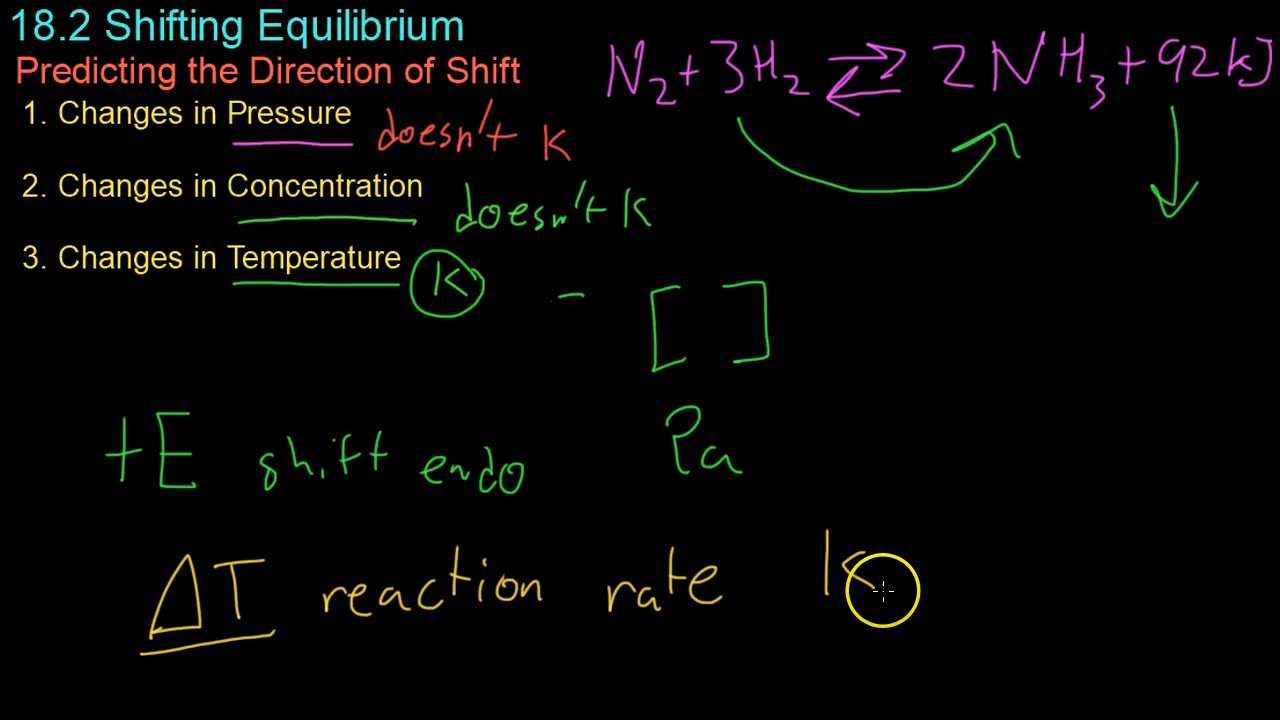 18.2 Shifting Equilibrium
N₂ + 3H₂ ⇌ 2NH₃ + 92kJ
Predicting the Direction of Shift
1. Changes in Pressure doesn't K
2. Changes in Concentration doesn't K
3. Changes in Temperature K
- [ ]
+E shift endo Pa
ΔT reaction rate K